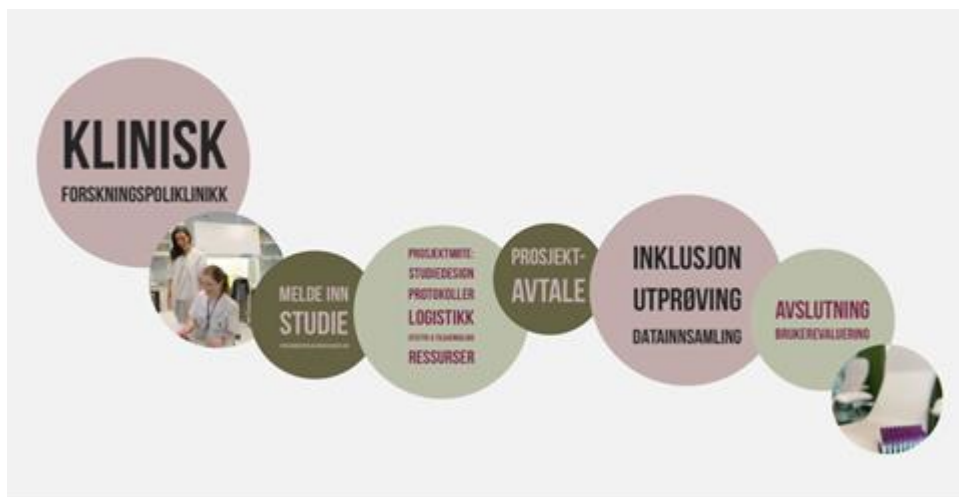 KLINISK
FORSKNINGSPOLIKLINIKK
MELDE INN
STUDIE
PROSJEKTMØTE:
STUDIEDESIGN
PROTOKOLLER
LOGISTIKK
RESSURSER
PROSJEKT-
AVTALE
INKLUSJON
UTPRØVING
DATAINNSAMLING
AVSLUTNING
BRUKEREVALUERING